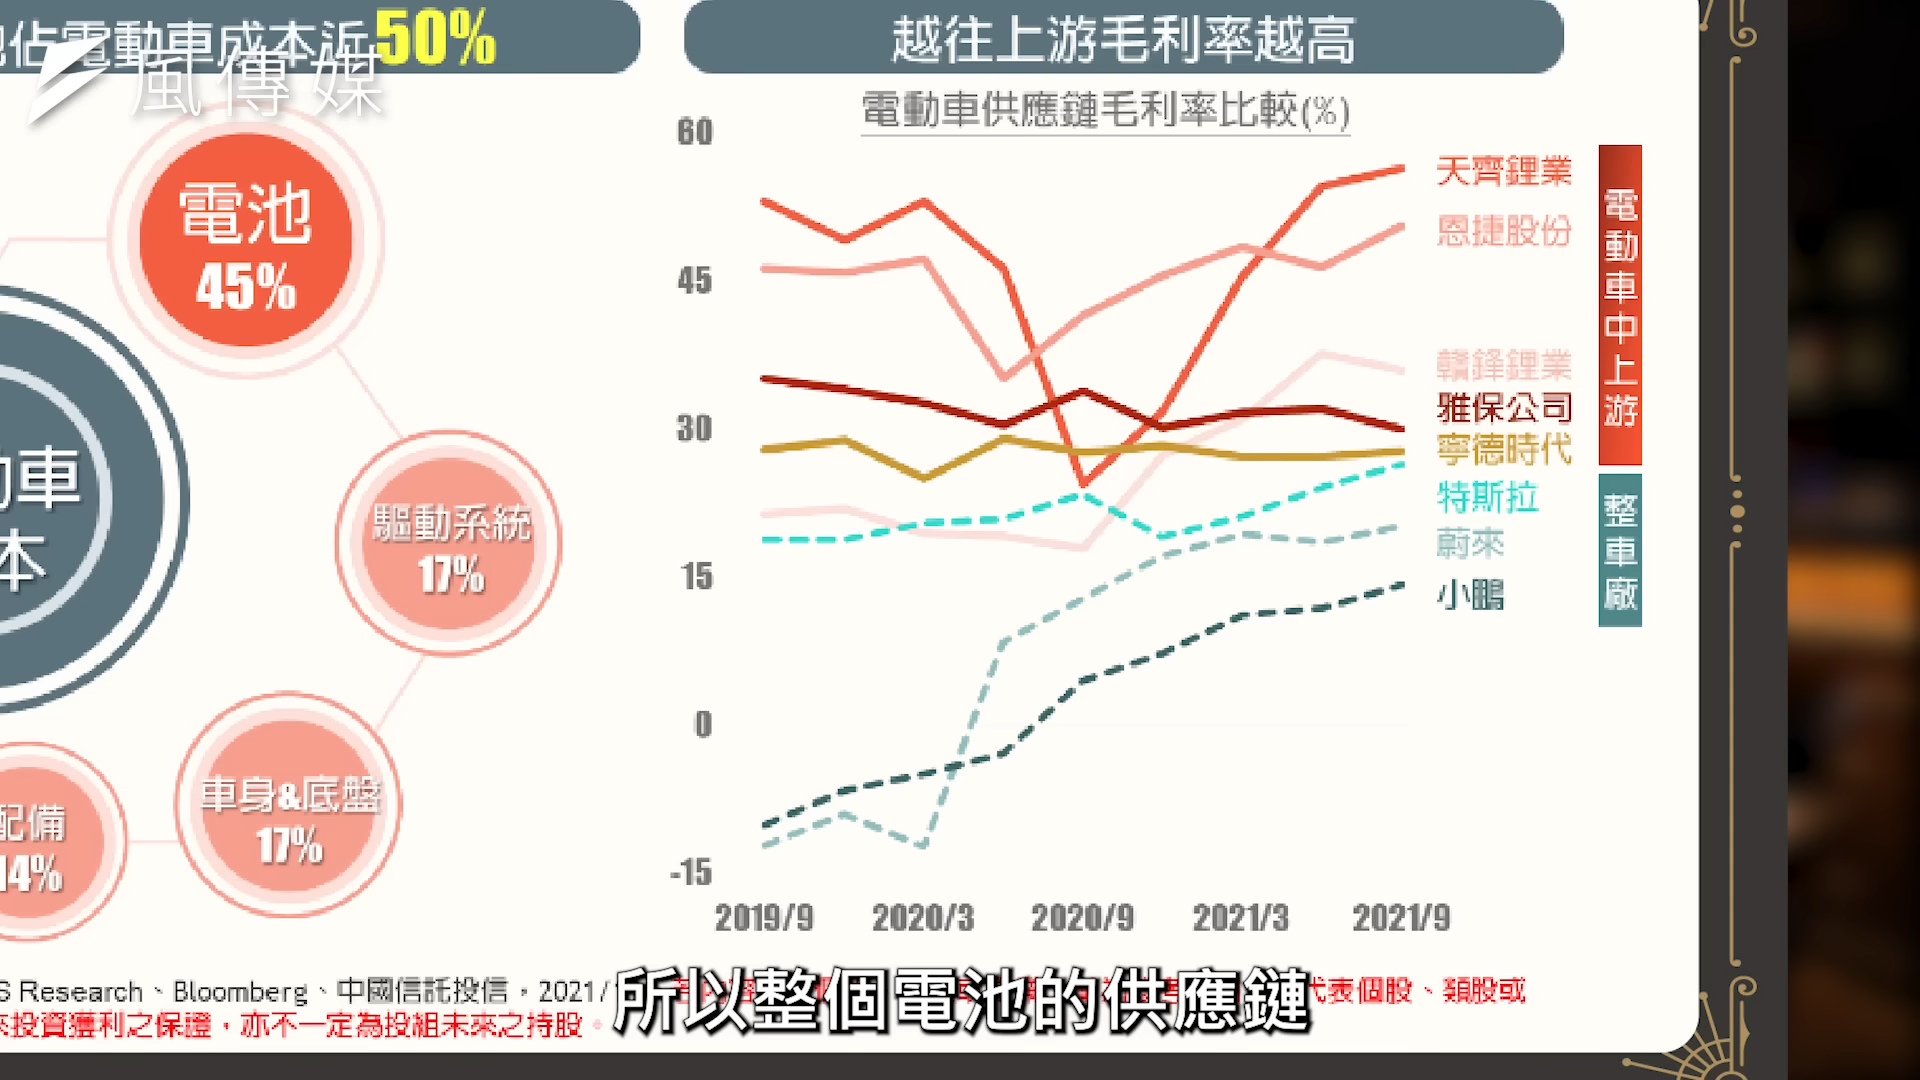 佔電動車成本近50%
風傳媒
電池
45%
動車
本
驅動系統
17%
車身&底盤
17%
配備
14%
越往上游毛利率越高
電動車供應鏈毛利率比較(%)
60
45
30
15
0
-15
2019/9
2020/3
2020/9
2021/3
2021/9
天齊鋰業
恩捷股份
贛鋒鋰業
雅保公司
寧德時代
特斯拉
蔚來
小鵬
電動車中上游
整車廠
S Research、Bloomberg、中國信託投信，2021/
代表個股、類股或
來投資獲利之保證，亦不一定為投組未來之持股。
所以整個電池的供應鏈